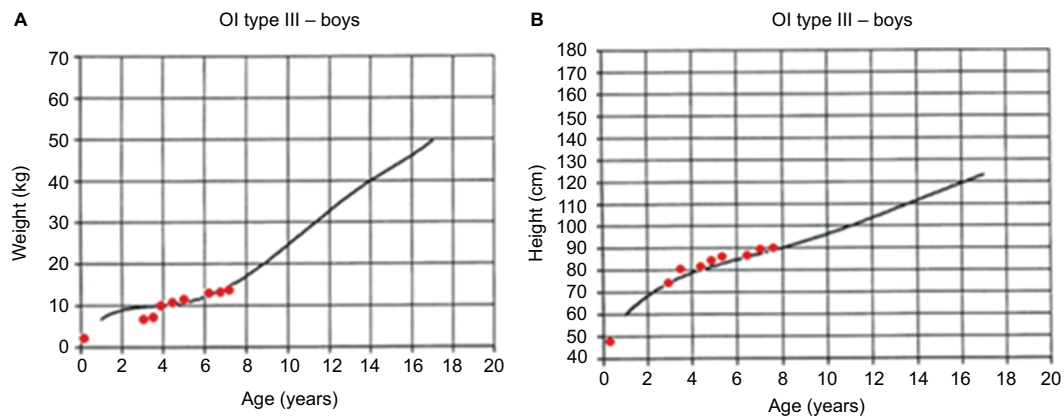 A
OI type III – boys
70
60
50
40
30
20
10
0
0 2 4 6 8 10 12 14 16 18 20
Weight (kg)
Age (years)
B
OI type III – boys
180
170
160
150
140
130
120
110
100
90
80
70
60
50
40
0 2 4 6 8 10 12 14 16 18 20
Height (cm)
Age (years)